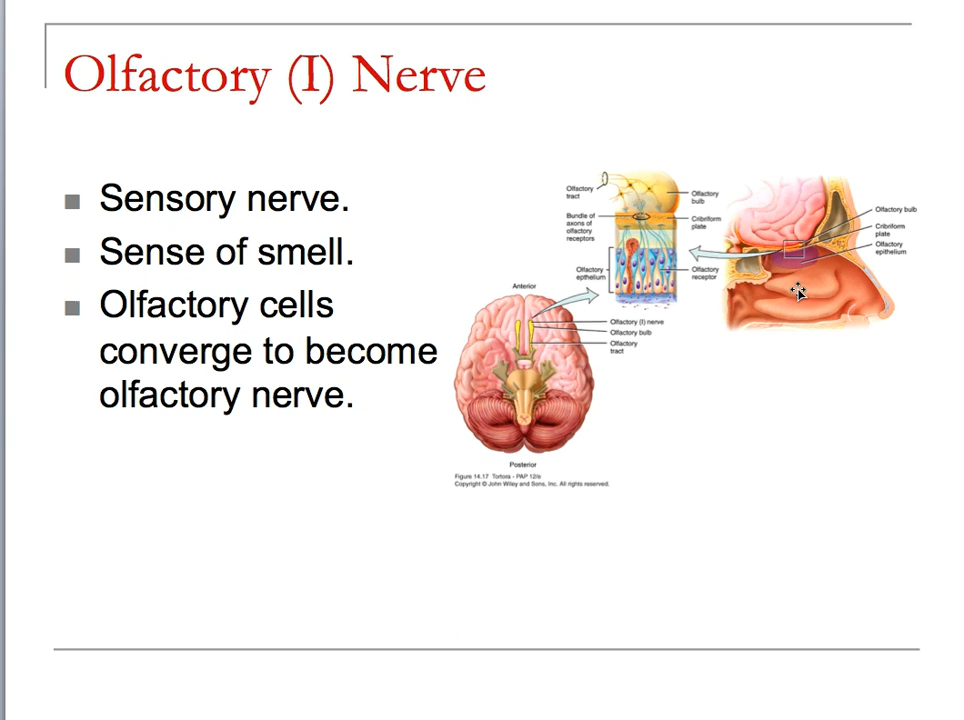 Olfactory (I) Nerve
Sensory nerve.
Sense of smell.
Olfactory cells
converge to become
olfactory nerve.
Olfactory
tract
Olfactory
bulb
Bundle of
axons of
olfactory
receptors
Cribriform
plate
Olfactory
epthelium
Olfactory
receptor
Olfactory bulb
Cribriform
plate
Olfactory
epithelium
Anterior
Olfactory (I) nerve
Olfactory bulb
Olfactory
tract
Posterior
Figure 14.17 Tortora - PAP 12/e
Copyright © John Wiley and Sons, Inc. All rights reserved.